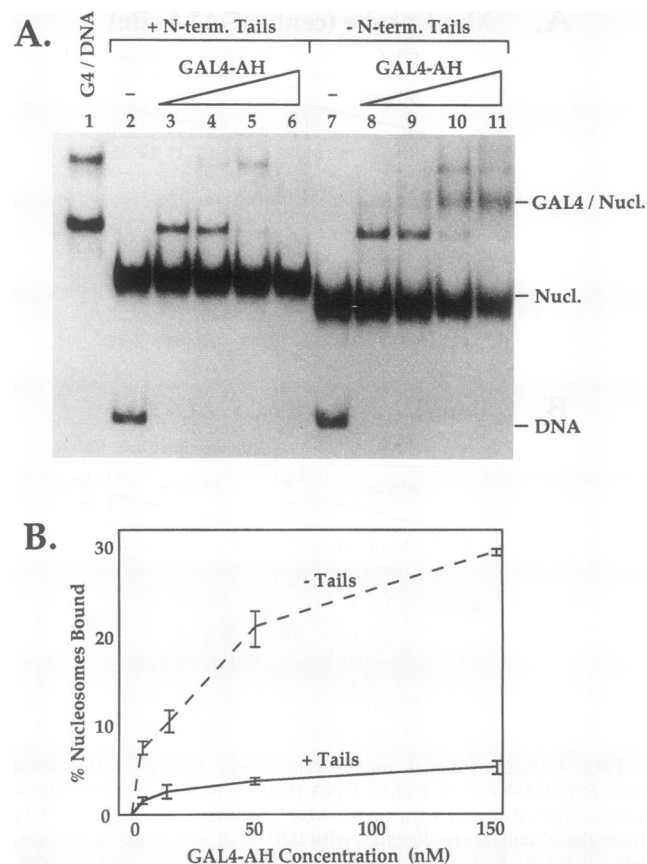 A.
G4 / DNA
+ N-term. Tails
- N-term. Tails
GAL4-AH
GAL4-AH
–
–
1 2 3 4 5 6 7 8 9 10 11
GAL4 / Nucl.
Nucl.
DNA
B.
% Nucleosomes Bound
30
20
10
0
- Tails
+ Tails
0 50 100 150
GAL4-AH Concentration (nM)